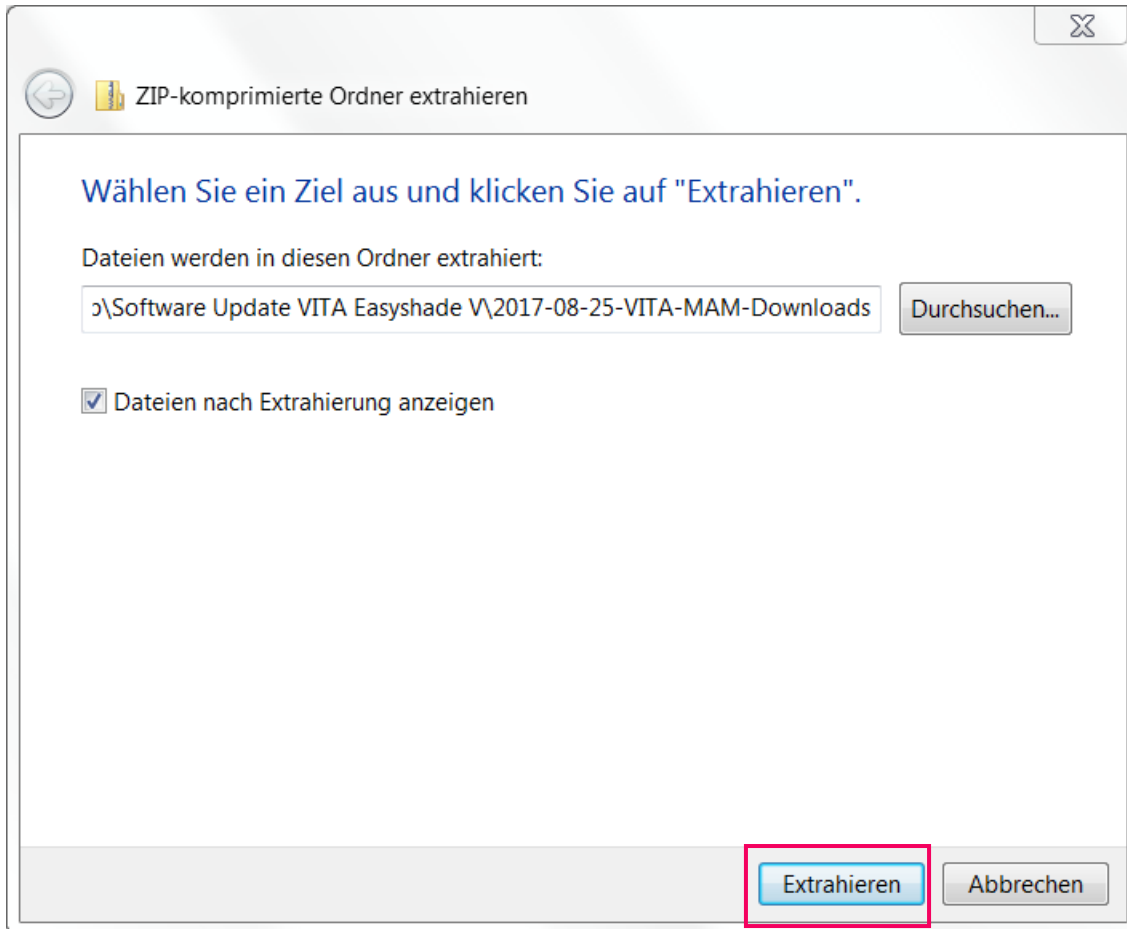 ZIP-komprimierte Ordner extrahieren
Wählen Sie ein Ziel aus und klicken Sie auf "Extrahieren".
Dateien werden in diesen Ordner extrahiert:
\Software Update VITA Easyshade V\2017-08-25-VITA-MAM-Downloads
Durchsuchen...
Dateien nach Extrahierung anzeigen
Extrahieren
Abbrechen